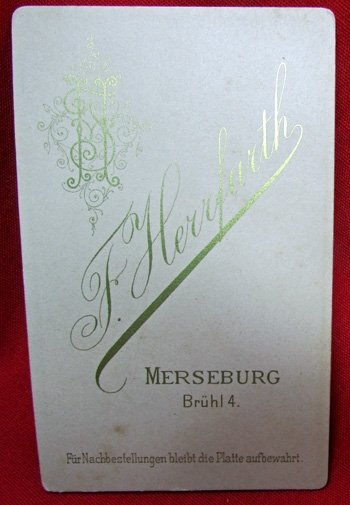 F. Herrfurth
MERSEBURG
Brühl 4.
Für Nachbestellungen bleibt die Platte aufbewahrt.